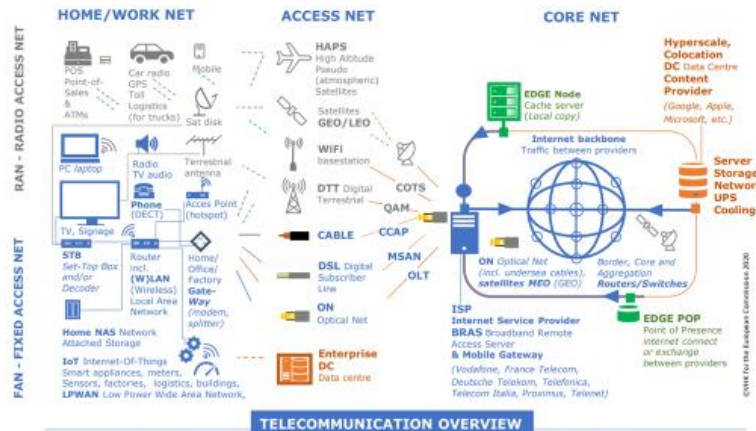 HOME/WORK NET
ACCESS NET
CORE NET
RAN - RADIO ACCESS NET
FAN - FIXED ACCESS NET
POS
Point-of-
Sales
&
ATMs
Car radio
GPS
Toll
Logistics
(for trucks)
Mobile
Sat disk
PC laptop
Radio
TV audio
Terrestrial
antenna
Phone
(DECT)
Acces Point
(hotspot)
TV, Signage
STB
Set-Top Box
and/or
Decoder
Router
incl.
(W)LAN
(Wireless)
Local Area
Network
Home/
Office/
Factory
Gate-
Way
(modem,
splitter)
Home NAS Network
Attached Storage
IoT Internet-Of-Things
Smart appliances, meters,
Sensors, factories, logistics, buildings,
LPWAN Low Power Wide Area Network,
HAPS
High Altitude
Pseudo
(atmospheric)
Satellites
Satellites
GEO/LEO
WiFi
basestation
DTT Digital
Terrestrial
CABLE
DSL Digital
Subscriber
Line
ON
Optical Net
Enterprise
DC
Data centre
COTS
QAM
CCAP
MSAN
OLT
EDGE Node
Cache server
(Local copy)
Internet backbone
Traffic between providers
Hyperscale,
Colocation
DC Data Centre
Content
Provider
(Google, Apple,
Microsoft, etc.)
Server
Storage
Network
UPS
Cooling
ON Optical Net
(incl. undersea cables),
satellites MEO (GEO)
Border, Core and
Aggregation
Routers/Switches
ISP
Internet Service Provider
BRAS Broadband Remote
Access Server
& Mobile Gateway
(Vodafone, France Telecom,
Deutsche Telekom, Telefonica,
Telecom Italia, Proximus, Telenet)
EDGE POP
Point of Presence
internet connect
or exchange
between providers
©VHK for the European Commission 2020
TELECOMMUNICATION OVERVIEW